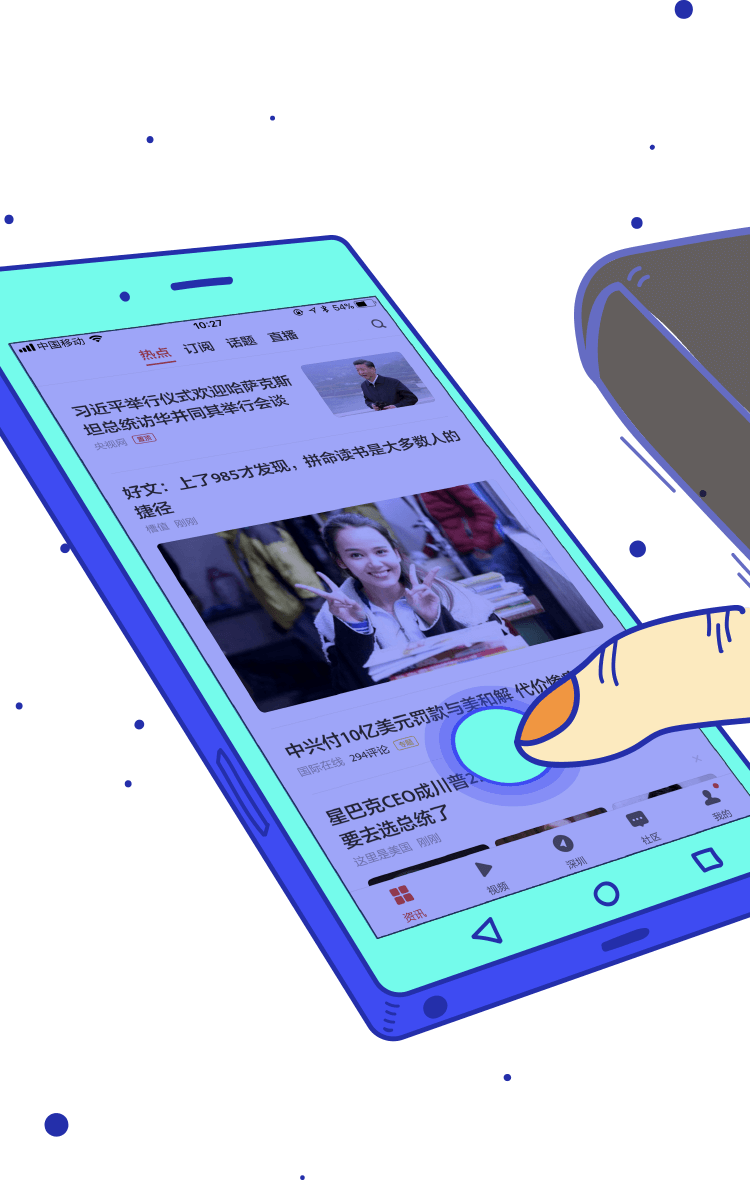 中国移动
10:27
54%
热点 订阅 话题 直播
习近平举行仪式欢迎哈萨克斯
坦总统访华并同其举行会谈
央视网
好文：上了985才发现，拼命读书是大多数人的
捷径
槽值 刚刚
中兴付10亿美元罚款与美和解 代价惨
国际在线 294评论 专题
星巴克CEO成川普2
要去选总统了
这里是美国 刚刚
资讯 视频 深圳 社区 我的